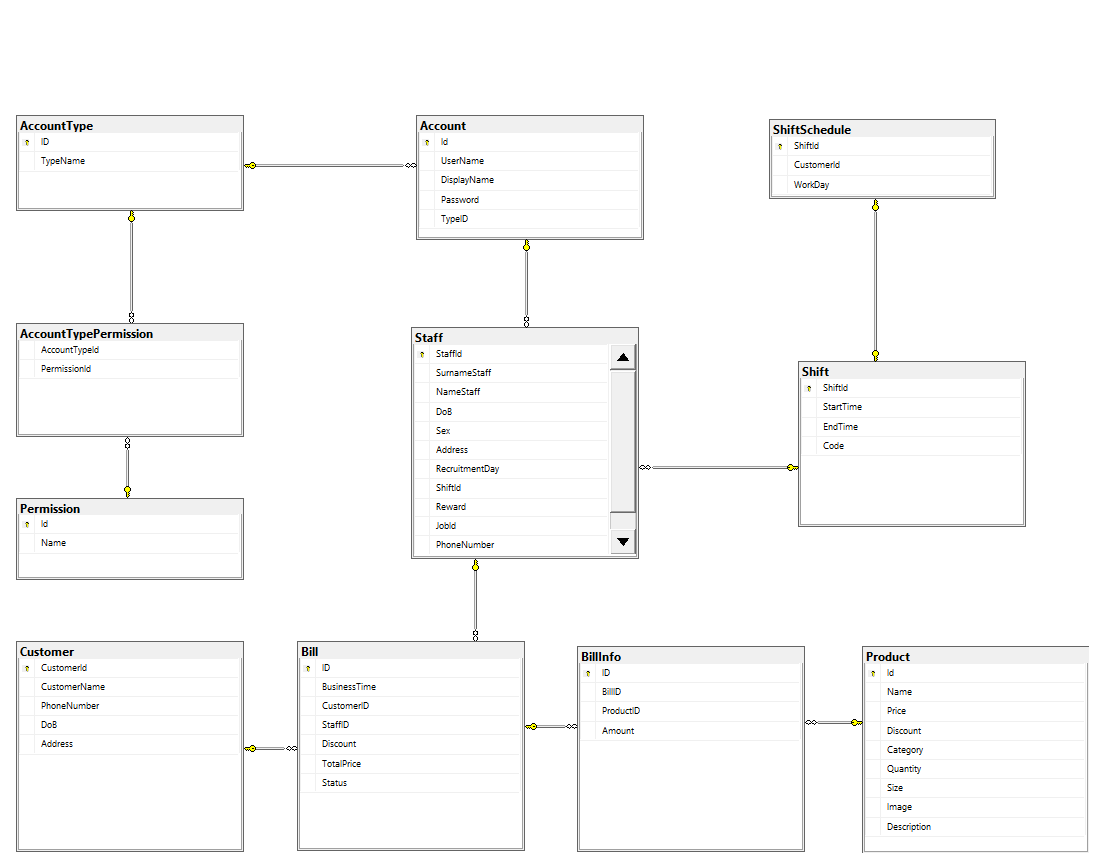 AccountType
ID
TypeName
Account
Id
UserName
DisplayName
Password
TypeID
ShiftSchedule
ShiftId
CustomerId
WorkDay
AccountTypePermission
AccountTypeId
PermissionId
Staff
StaffId
SurnameStaff
NameStaff
DoB
Sex
Address
RecruitmentDay
ShiftId
Reward
JobId
PhoneNumber
Shift
ShiftId
StartTime
EndTime
Code
Permission
Id
Name
Customer
CustomerId
CustomerName
PhoneNumber
DoB
Address
Bill
ID
BusinessTime
CustomerID
StaffID
Discount
TotalPrice
Status
BillInfo
ID
BillID
ProductID
Amount
Product
Id
Name
Price
Discount
Category
Quantity
Size
Image
Description